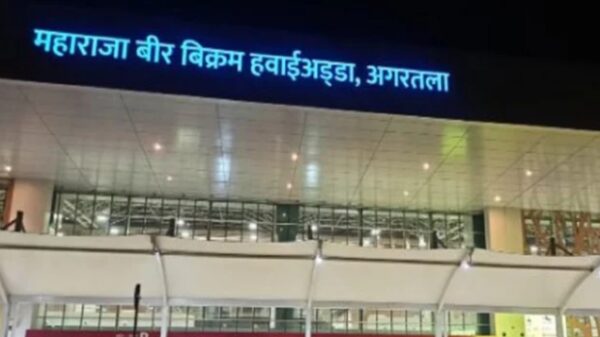 महाराजा बीर बिक्रम हवाईअड्डा, अगरतला